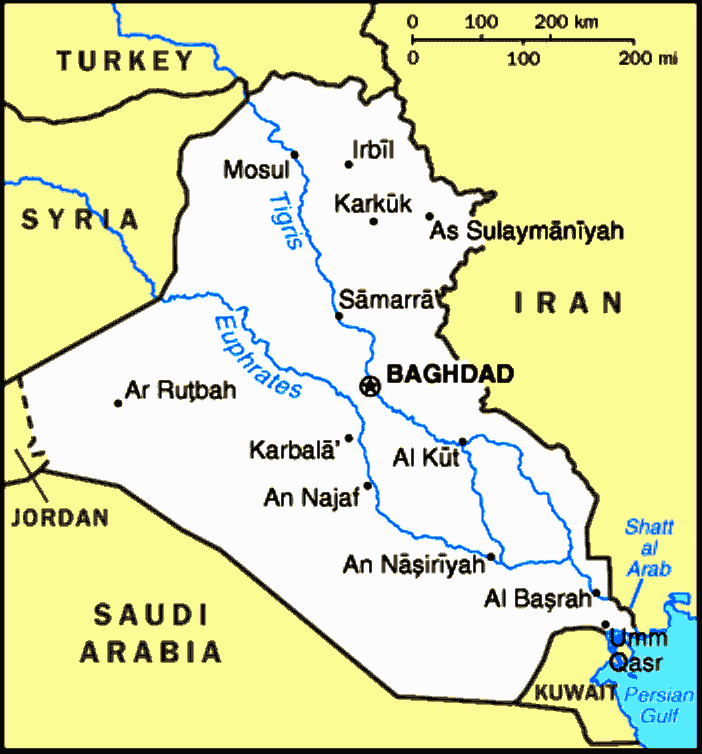 0 100 200 km
0 100 200 mi
TURKEY
Mosul
Irbīl
Karkūk
As Sulaymānīyah
SYRIA
Tigris
Sāmarrā'
IRAN
Euphrates
BAGHDAD
Ar Ruṭbah
Karbalā'
Al Kūt
An Najaf
JORDAN
Shatt
al
Arab
An Nāşirīyah
Al Başrah
SAUDI
ARABIA
Umm
Qasr
KUWAIT
Persian
Gulf